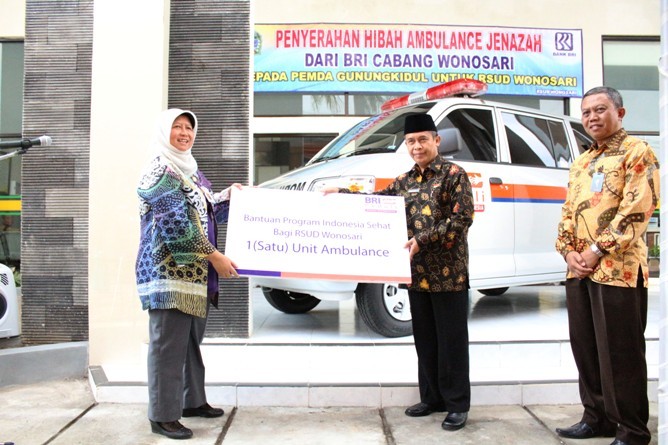 PENYERAHAN HIBAH AMBULANCE JENAZAH
DARI BRI CABANG WONOSARI
KEPADA PEMDA GUNUNGKIDUL UNTUK RSUD WONOSARI
BANK BRI
BRI
Bantuan Program Indonesia Sehat
Bagi RSUD Wonosari
1(Satu) Unit Ambulance